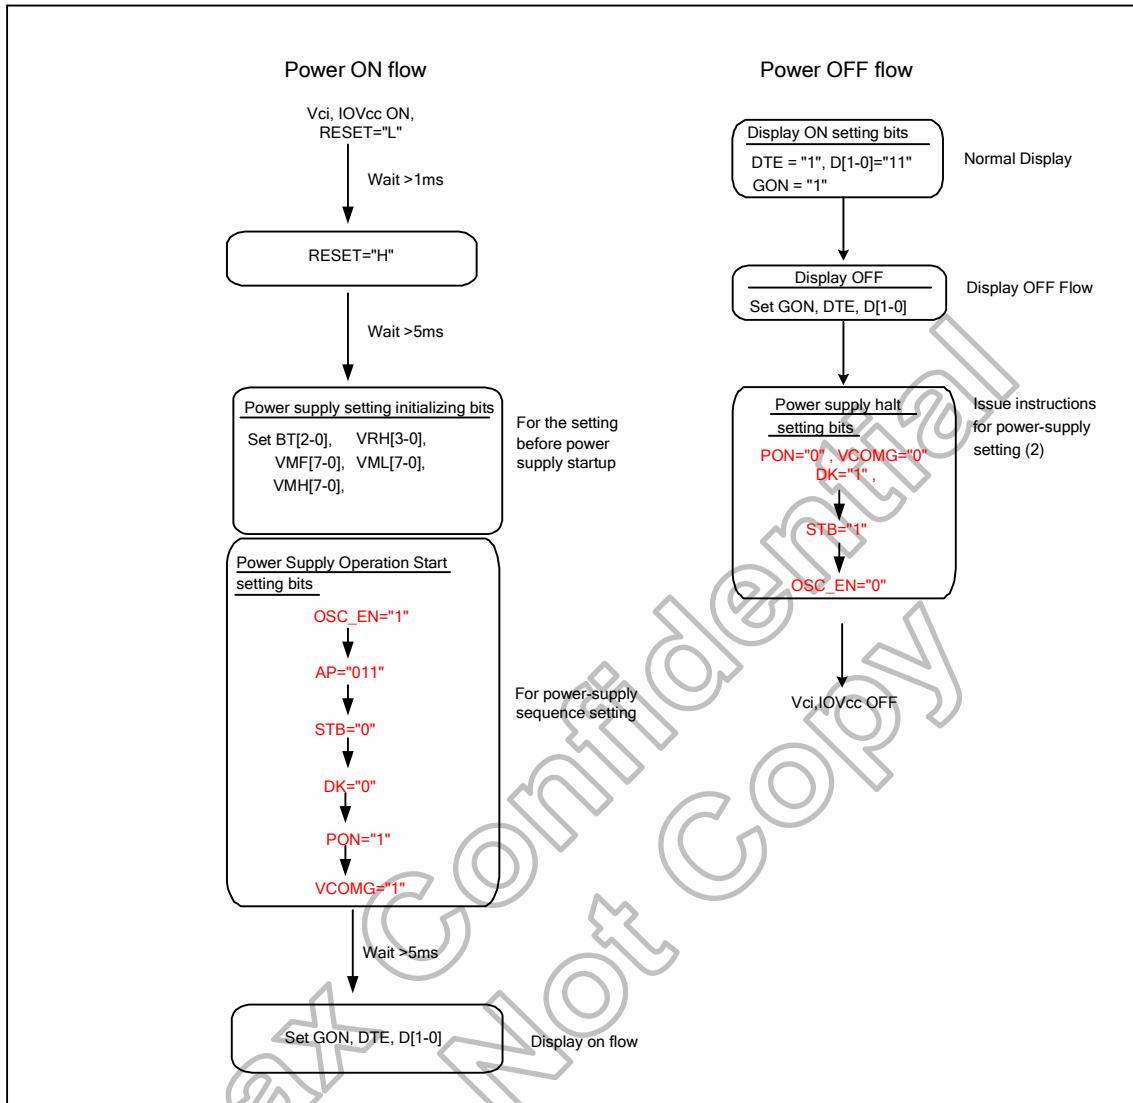 Power ON flow
Vci, IOVcc ON,
RESET="L"
Wait >1ms
RESET="H"
Wait >5ms
Power supply setting initializing bits
Set BT[2-0], VRH[3-0],
VMF[7-0), VML[7-0),
VMH[7-0],
For the setting
before power
supply startup
Power Supply Operation Start
setting bits
OSC_EN="1"
AP="011"
STB="0"
DK="0"
PON="1"
VCOMG="1"
For power-supply
sequence setting
Wait >5ms
Set GON, DTE, D[1-0]
Display on flow
Power OFF flow
Display ON setting bits
DTE = "1", D[1-0]="11"
GON = "1"
Normal Display
Display OFF
Set GON, DTE, D[1-0]
Display OFF Flow
Power supply halt
setting bits
PON="0" , VCOMG="0"
DK="1" ,
STB="1"
OSC_EN="0"
Issue instructions
for power-supply
setting (2)
Vci,IOVcc OFF
ax Confidential
Not Copy